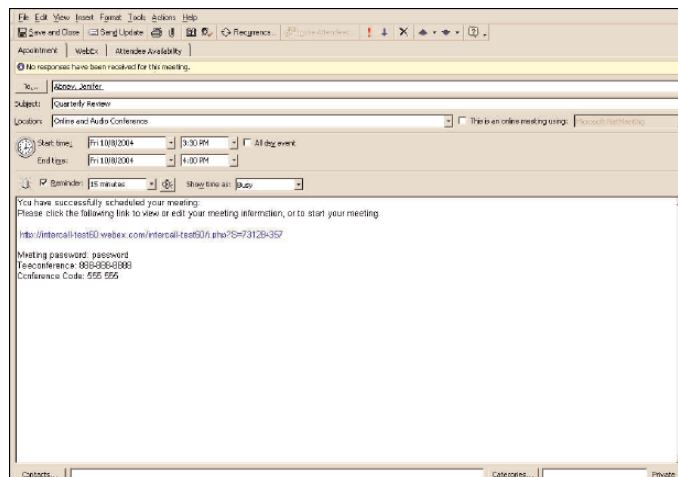 File Edit View Insert Format Tools Actions Help
Save and Close Send Update Recurrence... Invite Attendees...
Appointment WebEx Attendee Availability
No responses have been received for this meeting.
To... Abney, Jenifer
Subject: Quarterly Review
Location: Online and Audio Conference This is an online meeting using: Microsoft NetMeeting
Start time: Fri 10/8/2004 3:30 PM All day event
End time: Fri 10/8/2004 4:00 PM
Reminder: 15 minutes Show time as: Busy
You have successfully scheduled your meeting:
Please click the following link to view or edit your meeting information, or to start your meeting.
http://intercall-test60.webex.com/intercall-test60/j.php?S=73128357
Meeting password: password
Teeconference: 888-888-8888
Conference Code: 555 555
Contacts... Categories... Private